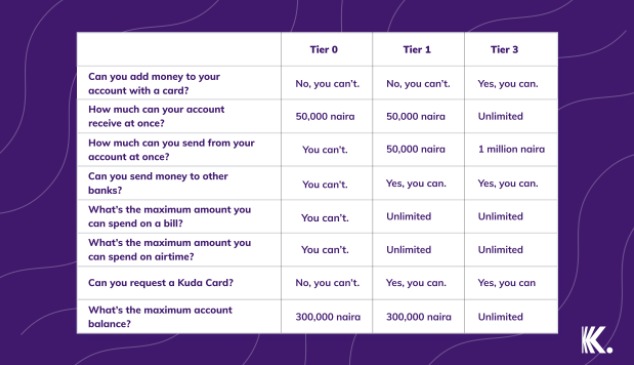 Tier 0 Tier 1 Tier 3
Can you add money to your
account with a card? No, you can't. No, you can't. Yes, you can.
How much can your account
receive at once? 50,000 naira 50,000 naira Unlimited
How much can you send from your
account at once? You can't. 50,000 naira 1 million naira
Can you send money to other
banks? You can't. Yes, you can. Yes, you can.
What's the maximum amount you
can spend on a bill? You can't. Unlimited Unlimited
What's the maximum amount you
can spend on airtime? You can't. Unlimited Unlimited
Can you request a Kuda Card? No, you can't. Yes, you can. Yes, you can
What's the maximum account
balance? 300,000 naira 300,000 naira Unlimited
K.